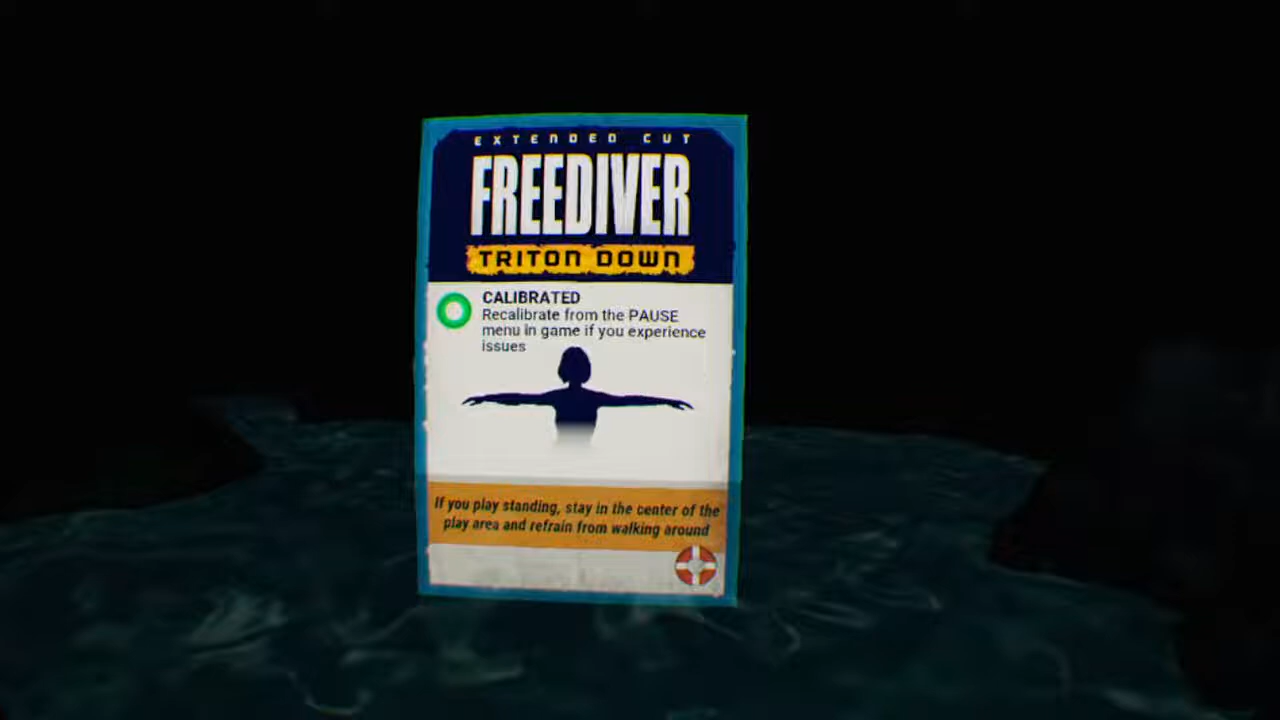 EXTENDED CUT
FREEDIVER
TRITON DOWN
CALIBRATED
Recalibrate from the PAUSE
menu in game if you experience
issues
If you play standing, stay in the center of the
play area and refrain from walking around